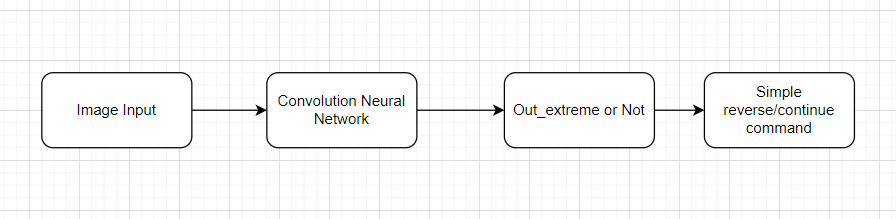 Image Input
Convolution Neural
Network
Out_extreme or Not
Simple
reverse/continue
command